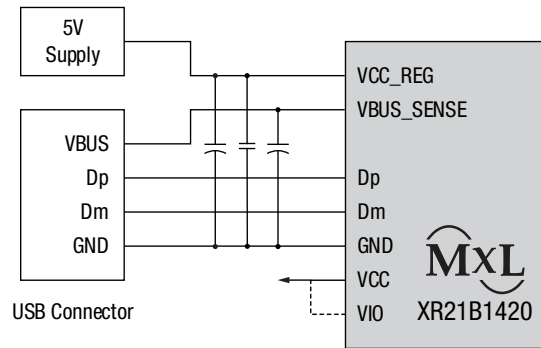 5V
Supply
VCC_REG
VBUS_SENSE
VBUS
Dp
Dp
Dm
Dm
GND
GND
VCC
VIO
MxL
XR21B1420
USB Connector